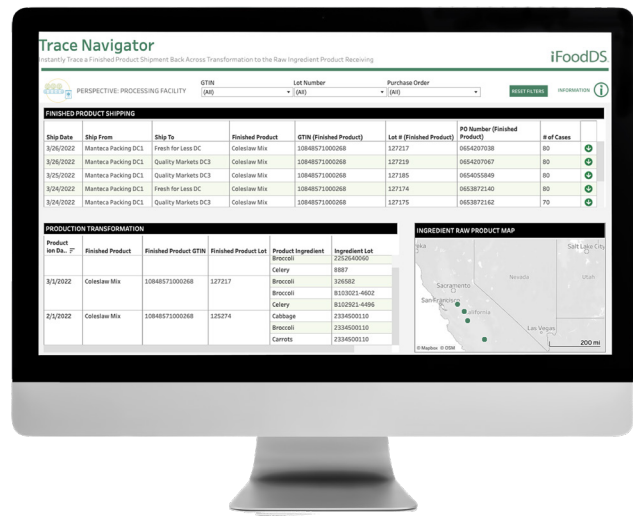 Trace Navigator
Instantly Trace a Finished Product Shipment Back Across Transformation to the Raw Ingredient Product Receiving
iFoodDS
PERSPECTIVE: PROCESSING FACILITY
GTIN Lot Number Purchase Order
(All) (All) (All)
RESET FILTERS INFORMATION
FINISHED PRODUCT SHIPPING
Ship Date Ship From Ship To Finished Product GTIN (Finished Product) Lot # (Finished Product) PO Number (Finished Product) # of Cases
3/26/2022 Manteca Packing DC1 Fresh for Less DC Coleslaw Mix 10848571000268 127217 0654207038 80
3/26/2022 Manteca Packing DC1 Quality Markets DC3 Coleslaw Mix 10848571000268 127219 0654207067 80
3/25/2022 Manteca Packing DC1 Quality Markets DC3 Coleslaw Mix 10848571000268 127185 0654055849 80
3/24/2022 Manteca Packing DC1 Fresh for Less DC Coleslaw Mix 10848571000268 127174 0653872140 80
3/24/2022 Manteca Packing DC1 Quality Markets DC3 Coleslaw Mix 10848571000268 127175 0653872162 70
PRODUCTION TRANSFORMATION
Product
ion Da.. Finished Product Finished Product GTIN Finished Product Lot Product Ingredient Ingredient Lot
Broccoli 2252640060
Celery 8887
3/1/2022 Coleslaw Mix 10848571000268 127217 Broccoli 326582
Broccoli 8103021-4602
Celery 8102921-4496
2/1/2022 Coleslaw Mix 10848571000268 125274 Cabbage 2334500110
Broccoli 2334500110
Carrots 2334500110
INGREDIENT RAW PRODUCT MAP
Salt Lake City
Nevada Utah
Sacramento
San Francisco
California
Las Vegas
200 mi
© Mapbox © OSM